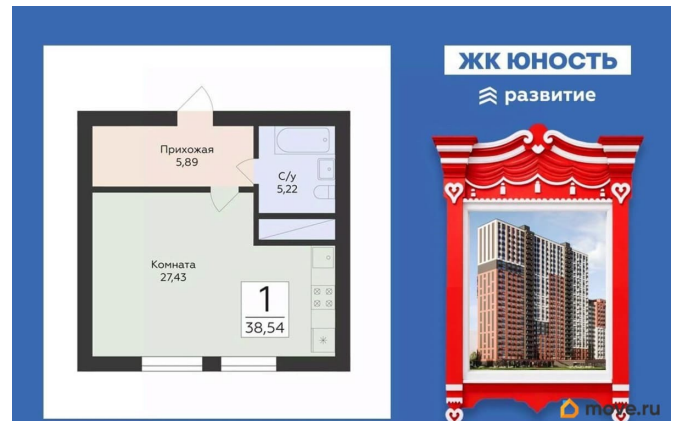 ЖК ЮНОСТЬ
развитие
Прихожая
5,89
С/у
5,22
Комната
27,43
1
38,54
move.ru